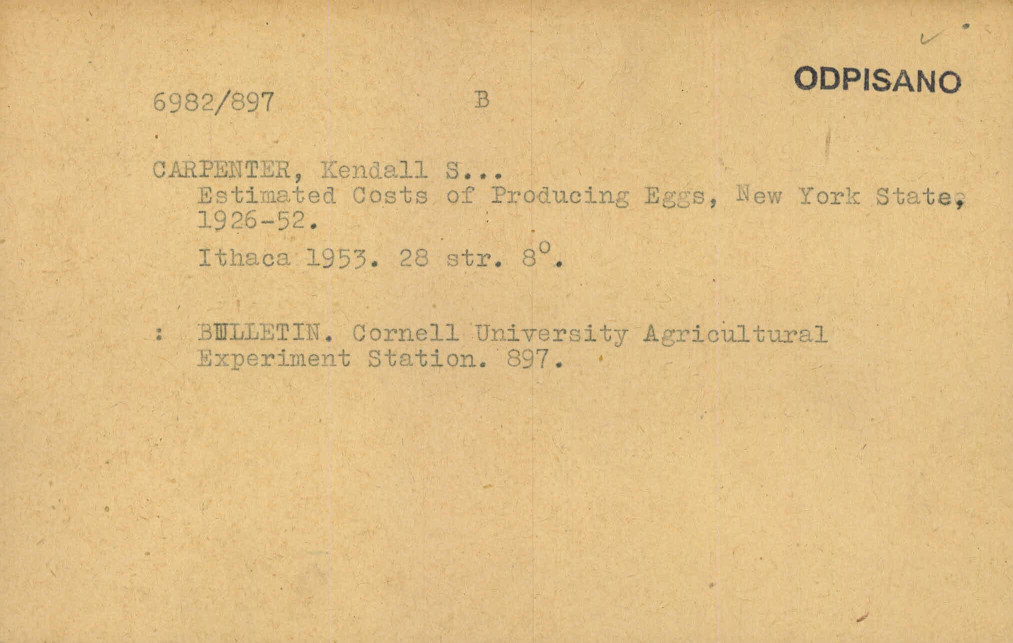 ODPISANO
6982/897 B
CARPENTER, Kendall S...
Estimated Costs of Producing Eggs, New York State,
1926-52.
Ithaca 1953. 28 str. 8°.
: BULLETIN. Cornell University Agricultural
Experiment Station. 897.